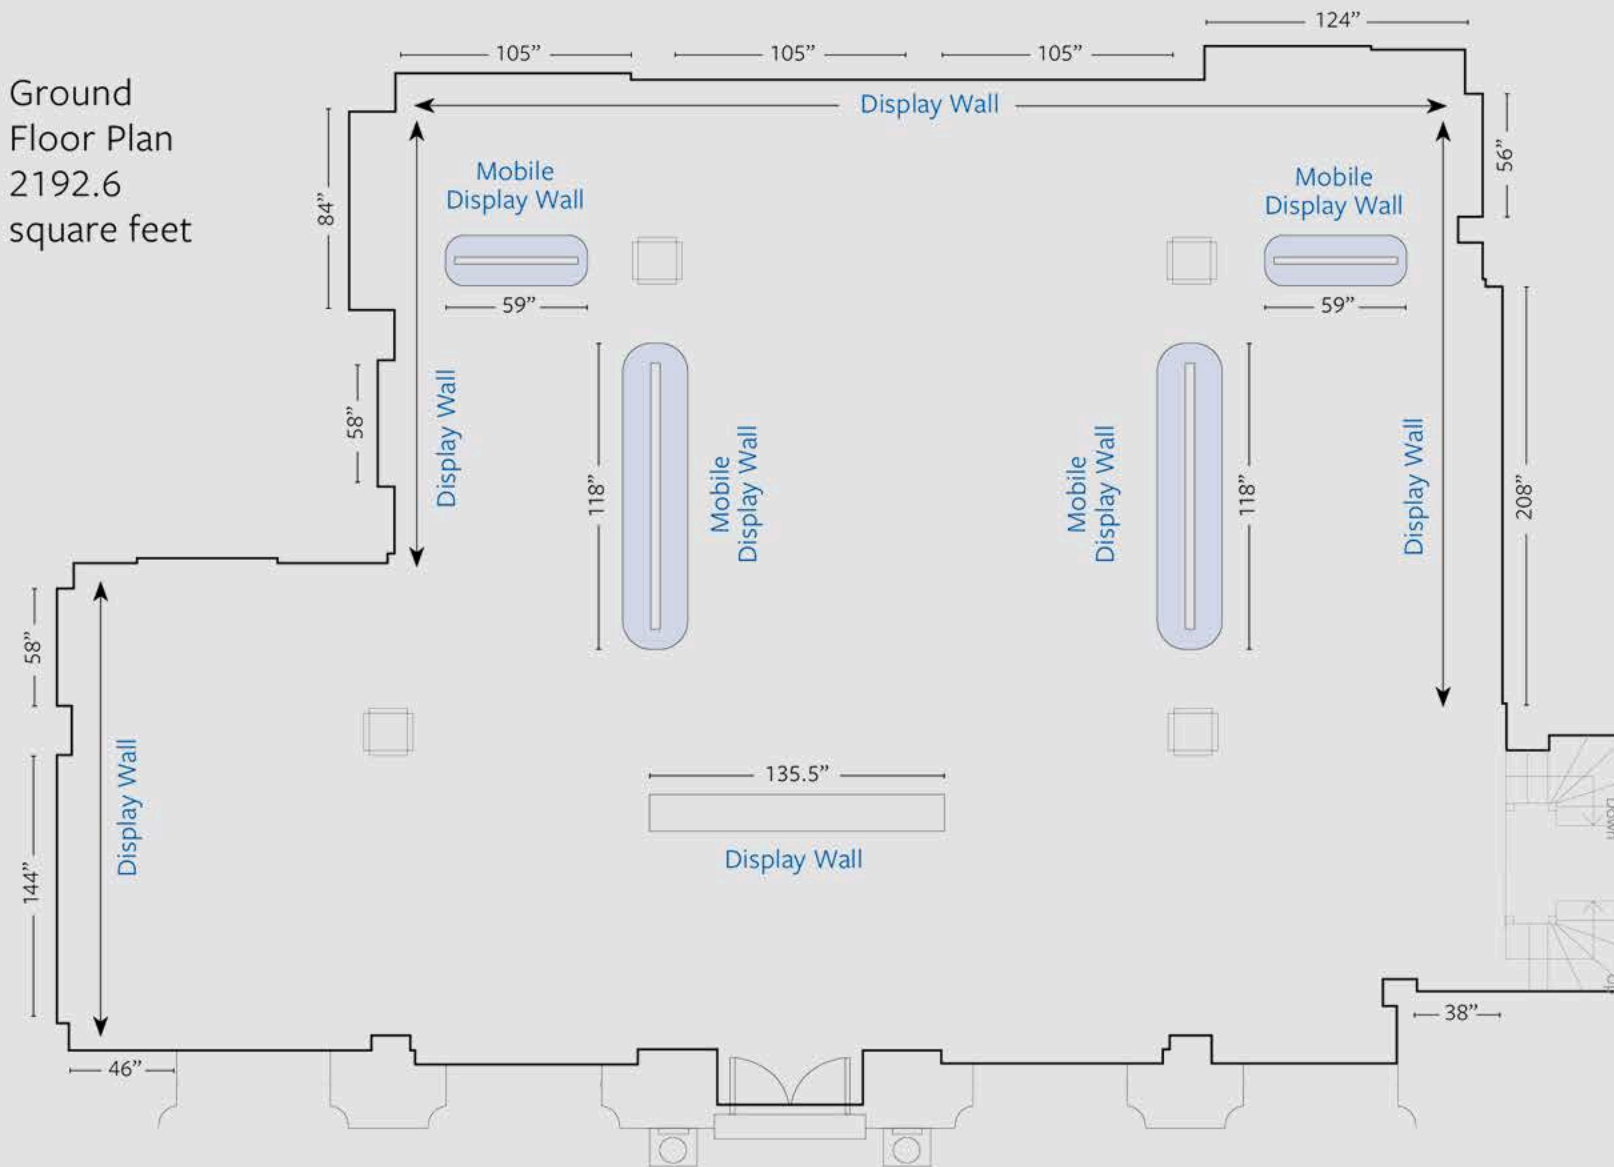 Ground
Floor Plan
2192.6
square feet
124”
105”
105”
105”
Display Wall
56”
84”
Mobile
Display Wall
59”
Mobile
Display Wall
59”
58”
Display Wall
118”
Mobile
Display Wall
Mobile
Display Wall
118”
Display Wall
208”
58”
144”
Display Wall
135.5”
Display Wall
Down
Up
46”
38”